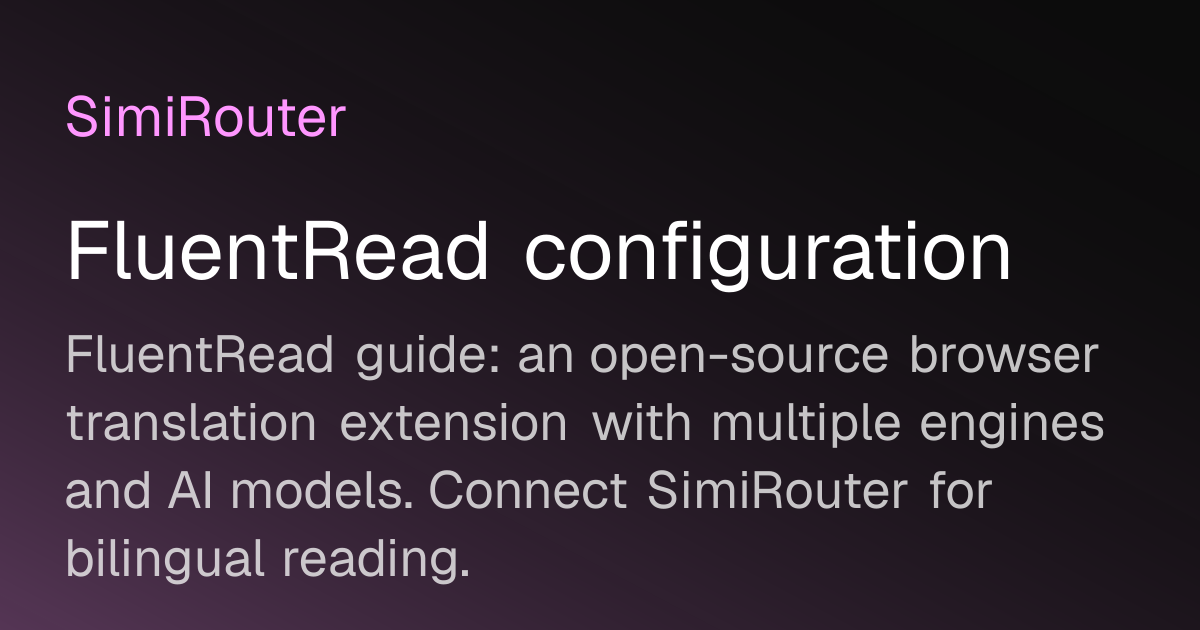 SimiRouter
FluentRead configuration
FluentRead guide: an open-source browser
translation extension with multiple engines
and AI models. Connect SimiRouter for
bilingual reading.